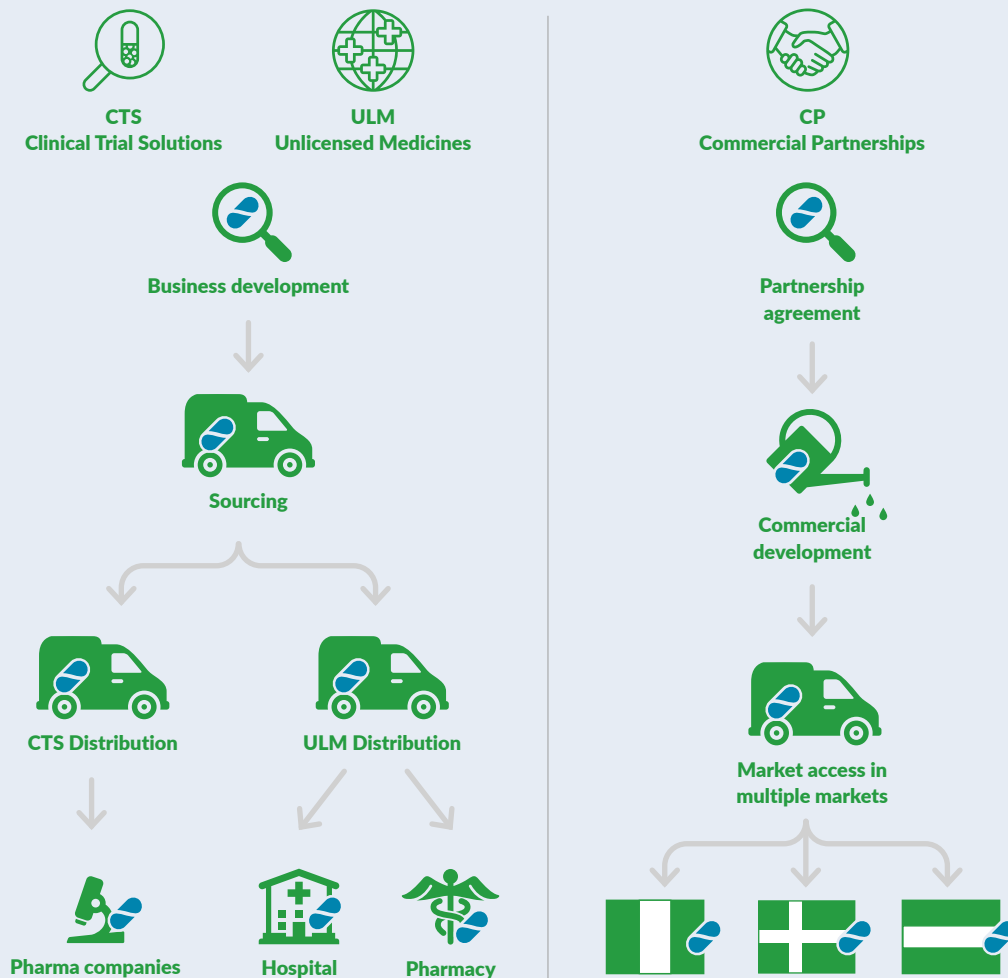 CTS
Clinical Trial Solutions
ULM
Unlicensed Medicines
Business development
Sourcing
CTS Distribution
ULM Distribution
Pharma companies
Hospital
Pharmacy
CP
Commercial Partnerships
Partnership
agreement
Commercial
development
Market access in
multiple markets